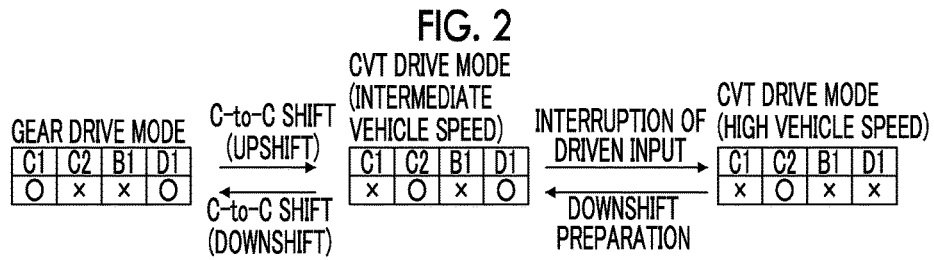 FIG. 2
GEAR DRIVE MODE
C1 C2 B1 D1
O × × O
C-to-C SHIFT
(UPSHIFT)
C-to-C SHIFT
(DOWNSHIFT)
CVT DRIVE MODE
(INTERMEDIATE
VEHICLE SPEED)
C1 C2 B1 D1
× O × O
INTERRUPTION OF
DRIVEN INPUT
DOWNSHIFT
PREPARATION
CVT DRIVE MODE
(HIGH VEHICLE SPEED)
C1 C2 B1 D1
× O × ×